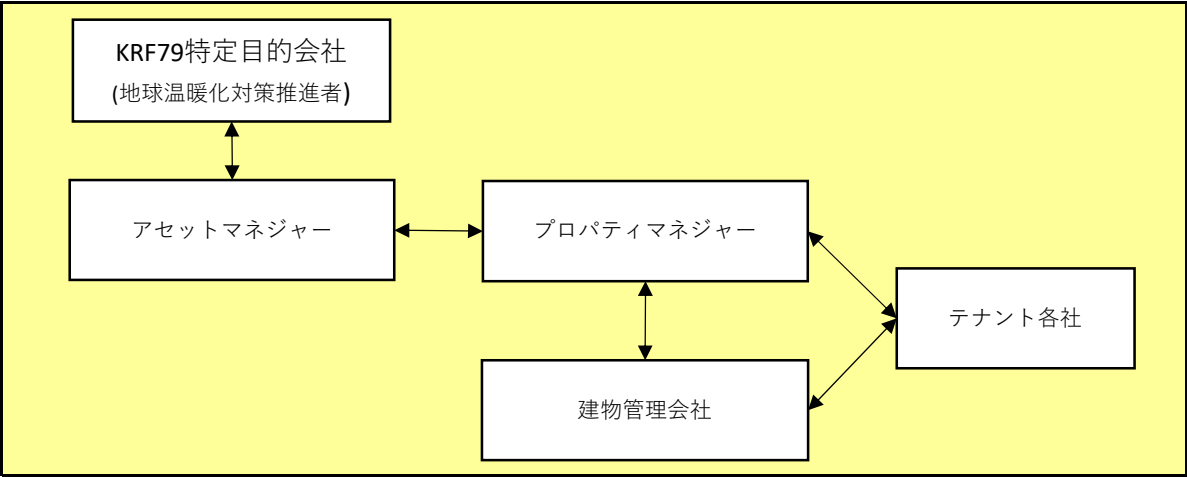 KRF79特定目的会社
(地球温暖化対策推進者)
アセットマネジャー
プロパティマネジャー
テナント各社
建物管理会社